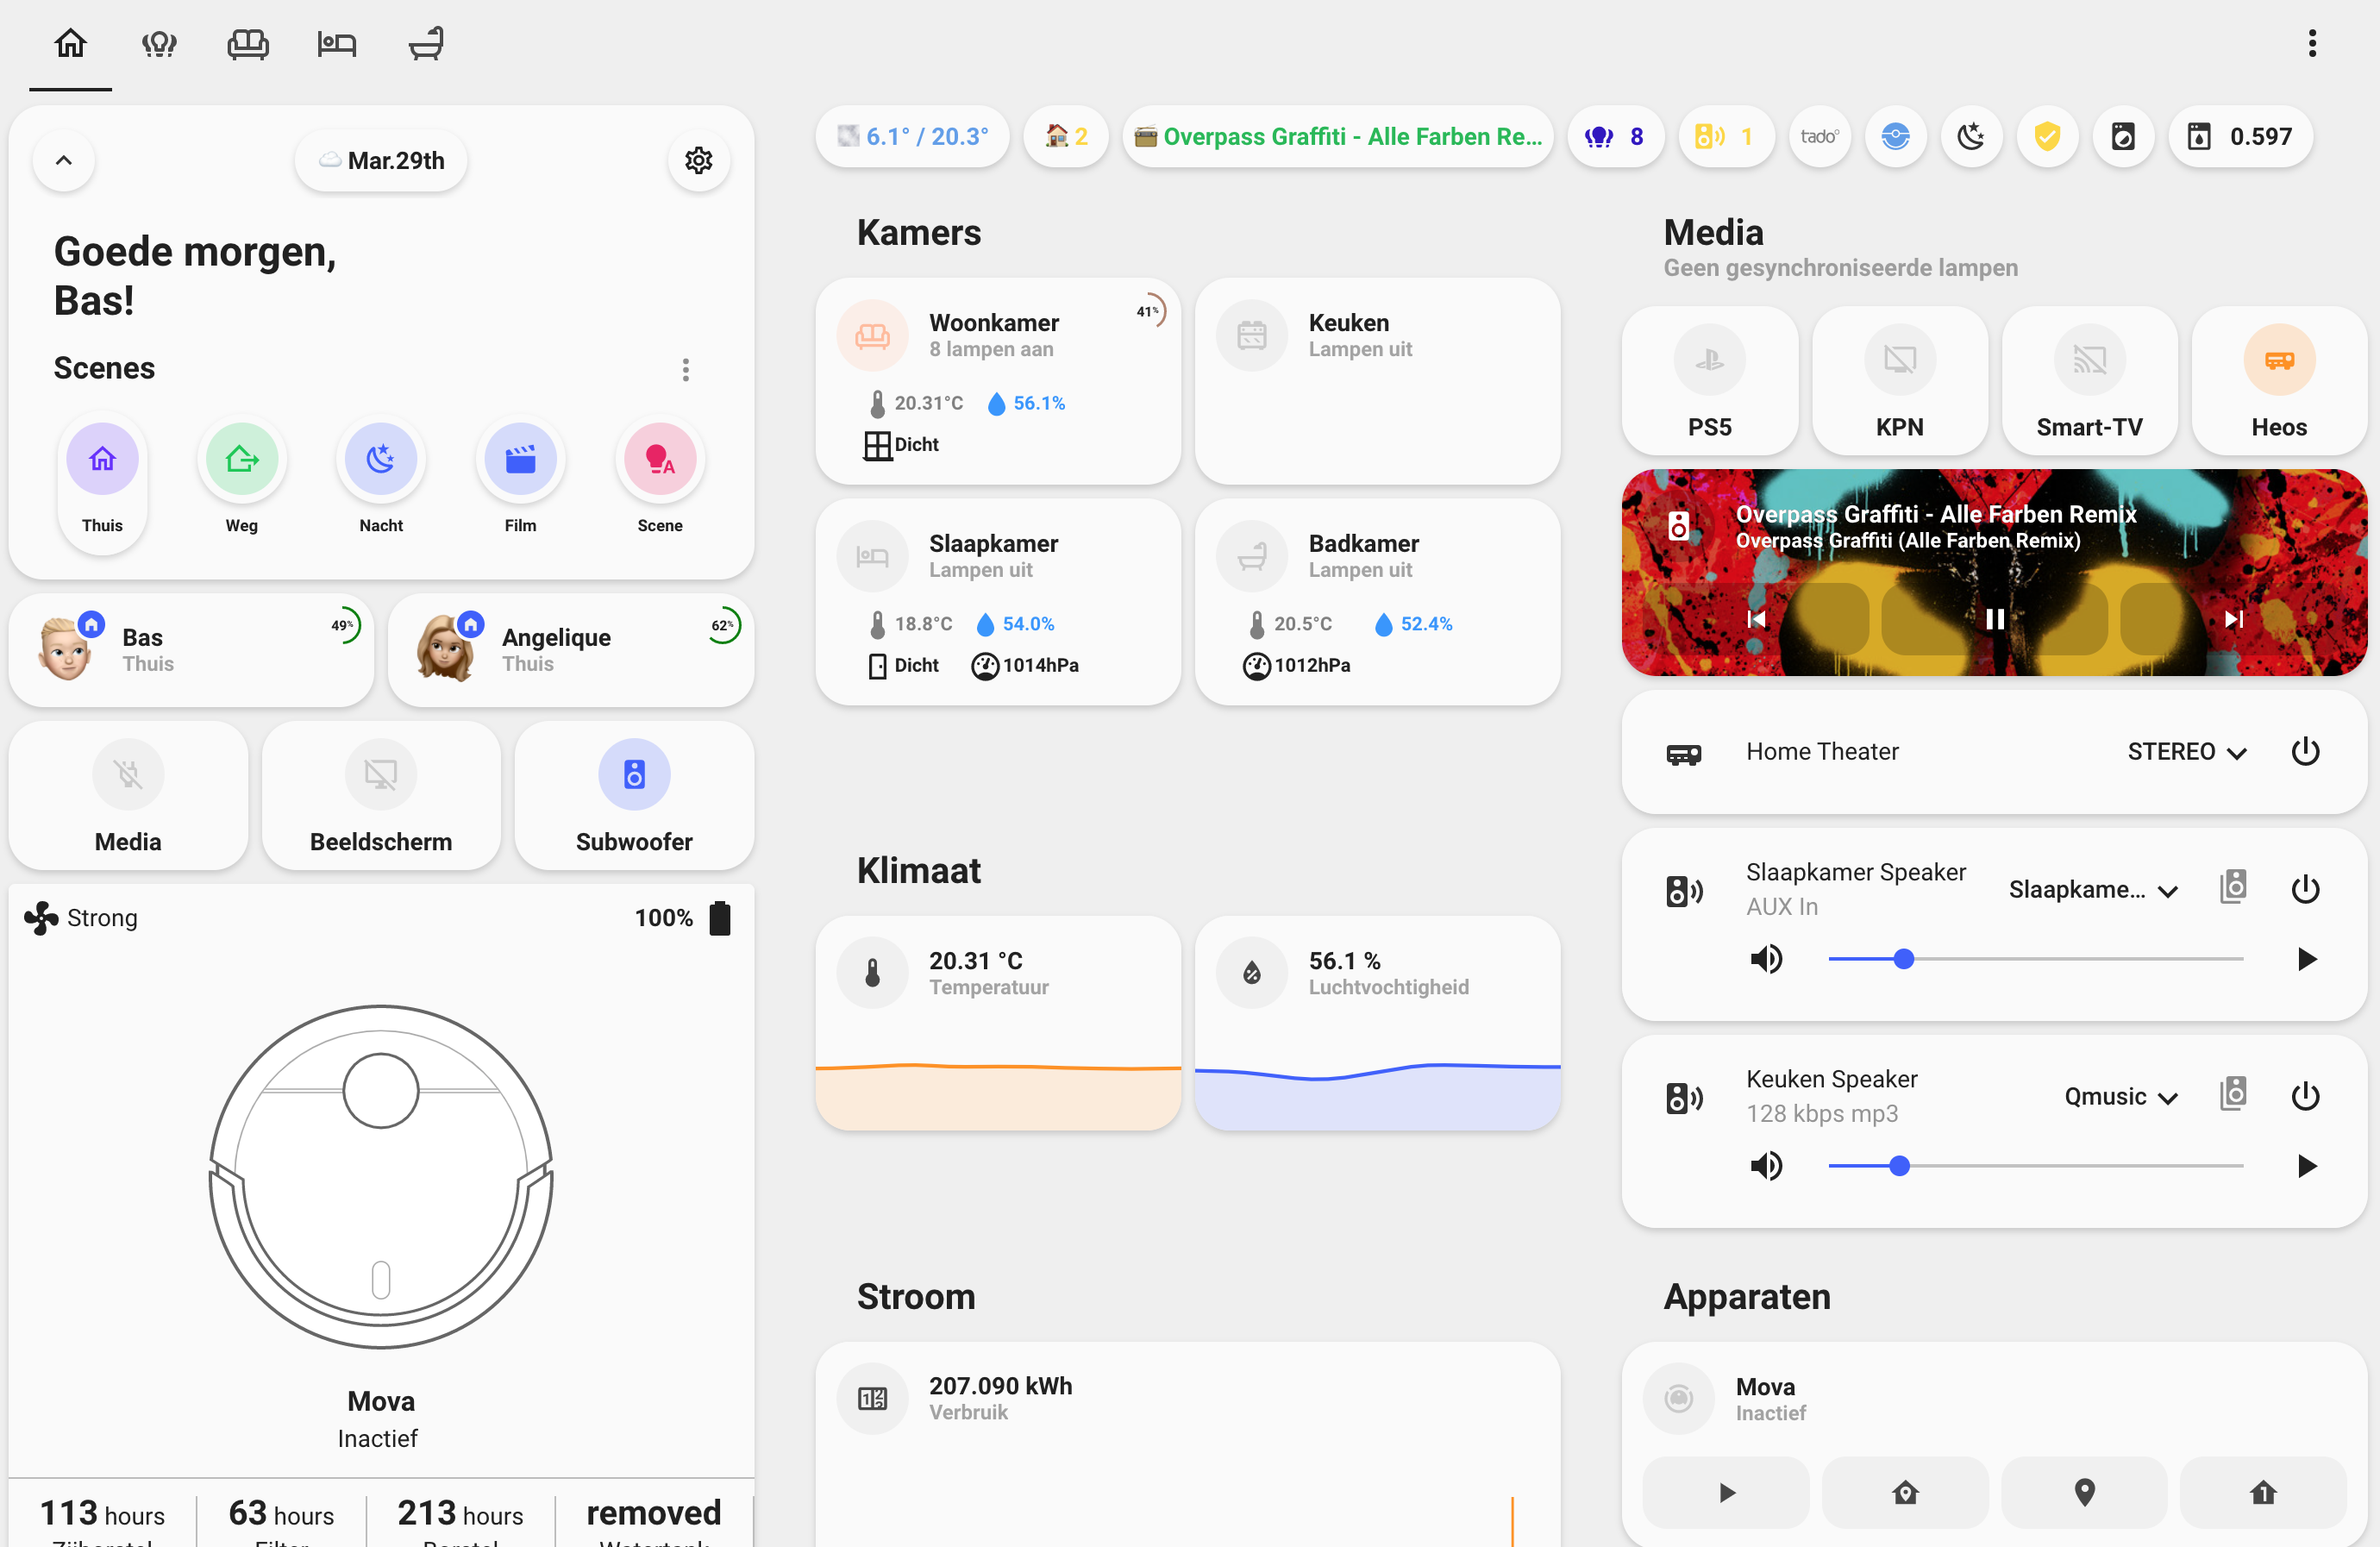 Mar.29th
Goede morgen,
Bas!
Scenes
Thuis
Weg
Nacht
Film
Scene
Bas
Thuis
49%
Angelique
Thuis
62%
Media
Beeldscherm
Subwoofer
Strong
100%
Mova
Inactief
113 hours
63 hours
213 hours
removed
6.1° / 20.3°
2
Overpass Graffiti - Alle Farben Re...
8
1
tado°
0.597
Kamers
Woonkamer
8 lampen aan
41%
20.31°C
56.1%
Dicht
Keuken
Lampen uit
Slaapkamer
Lampen uit
18.8°C
54.0%
Dicht
1014hPa
Badkamer
Lampen uit
20.5°C
52.4%
1012hPa
Klimaat
20.31 °C
Temperatuur
56.1 %
Luchtvochtigheid
Stroom
207.090 kWh
Verbruik
Media
Geen gesynchroniseerde lampen
PS5
KPN
Smart-TV
Heos
Overpass Graffiti - Alle Farben Remix
Overpass Graffiti (Alle Farben Remix)
Home Theater
STEREO
Slaapkamer Speaker
AUX In
Slaapkame...
Keuken Speaker
128 kbps mp3
Qmusic
Apparaten
Mova
Inactief